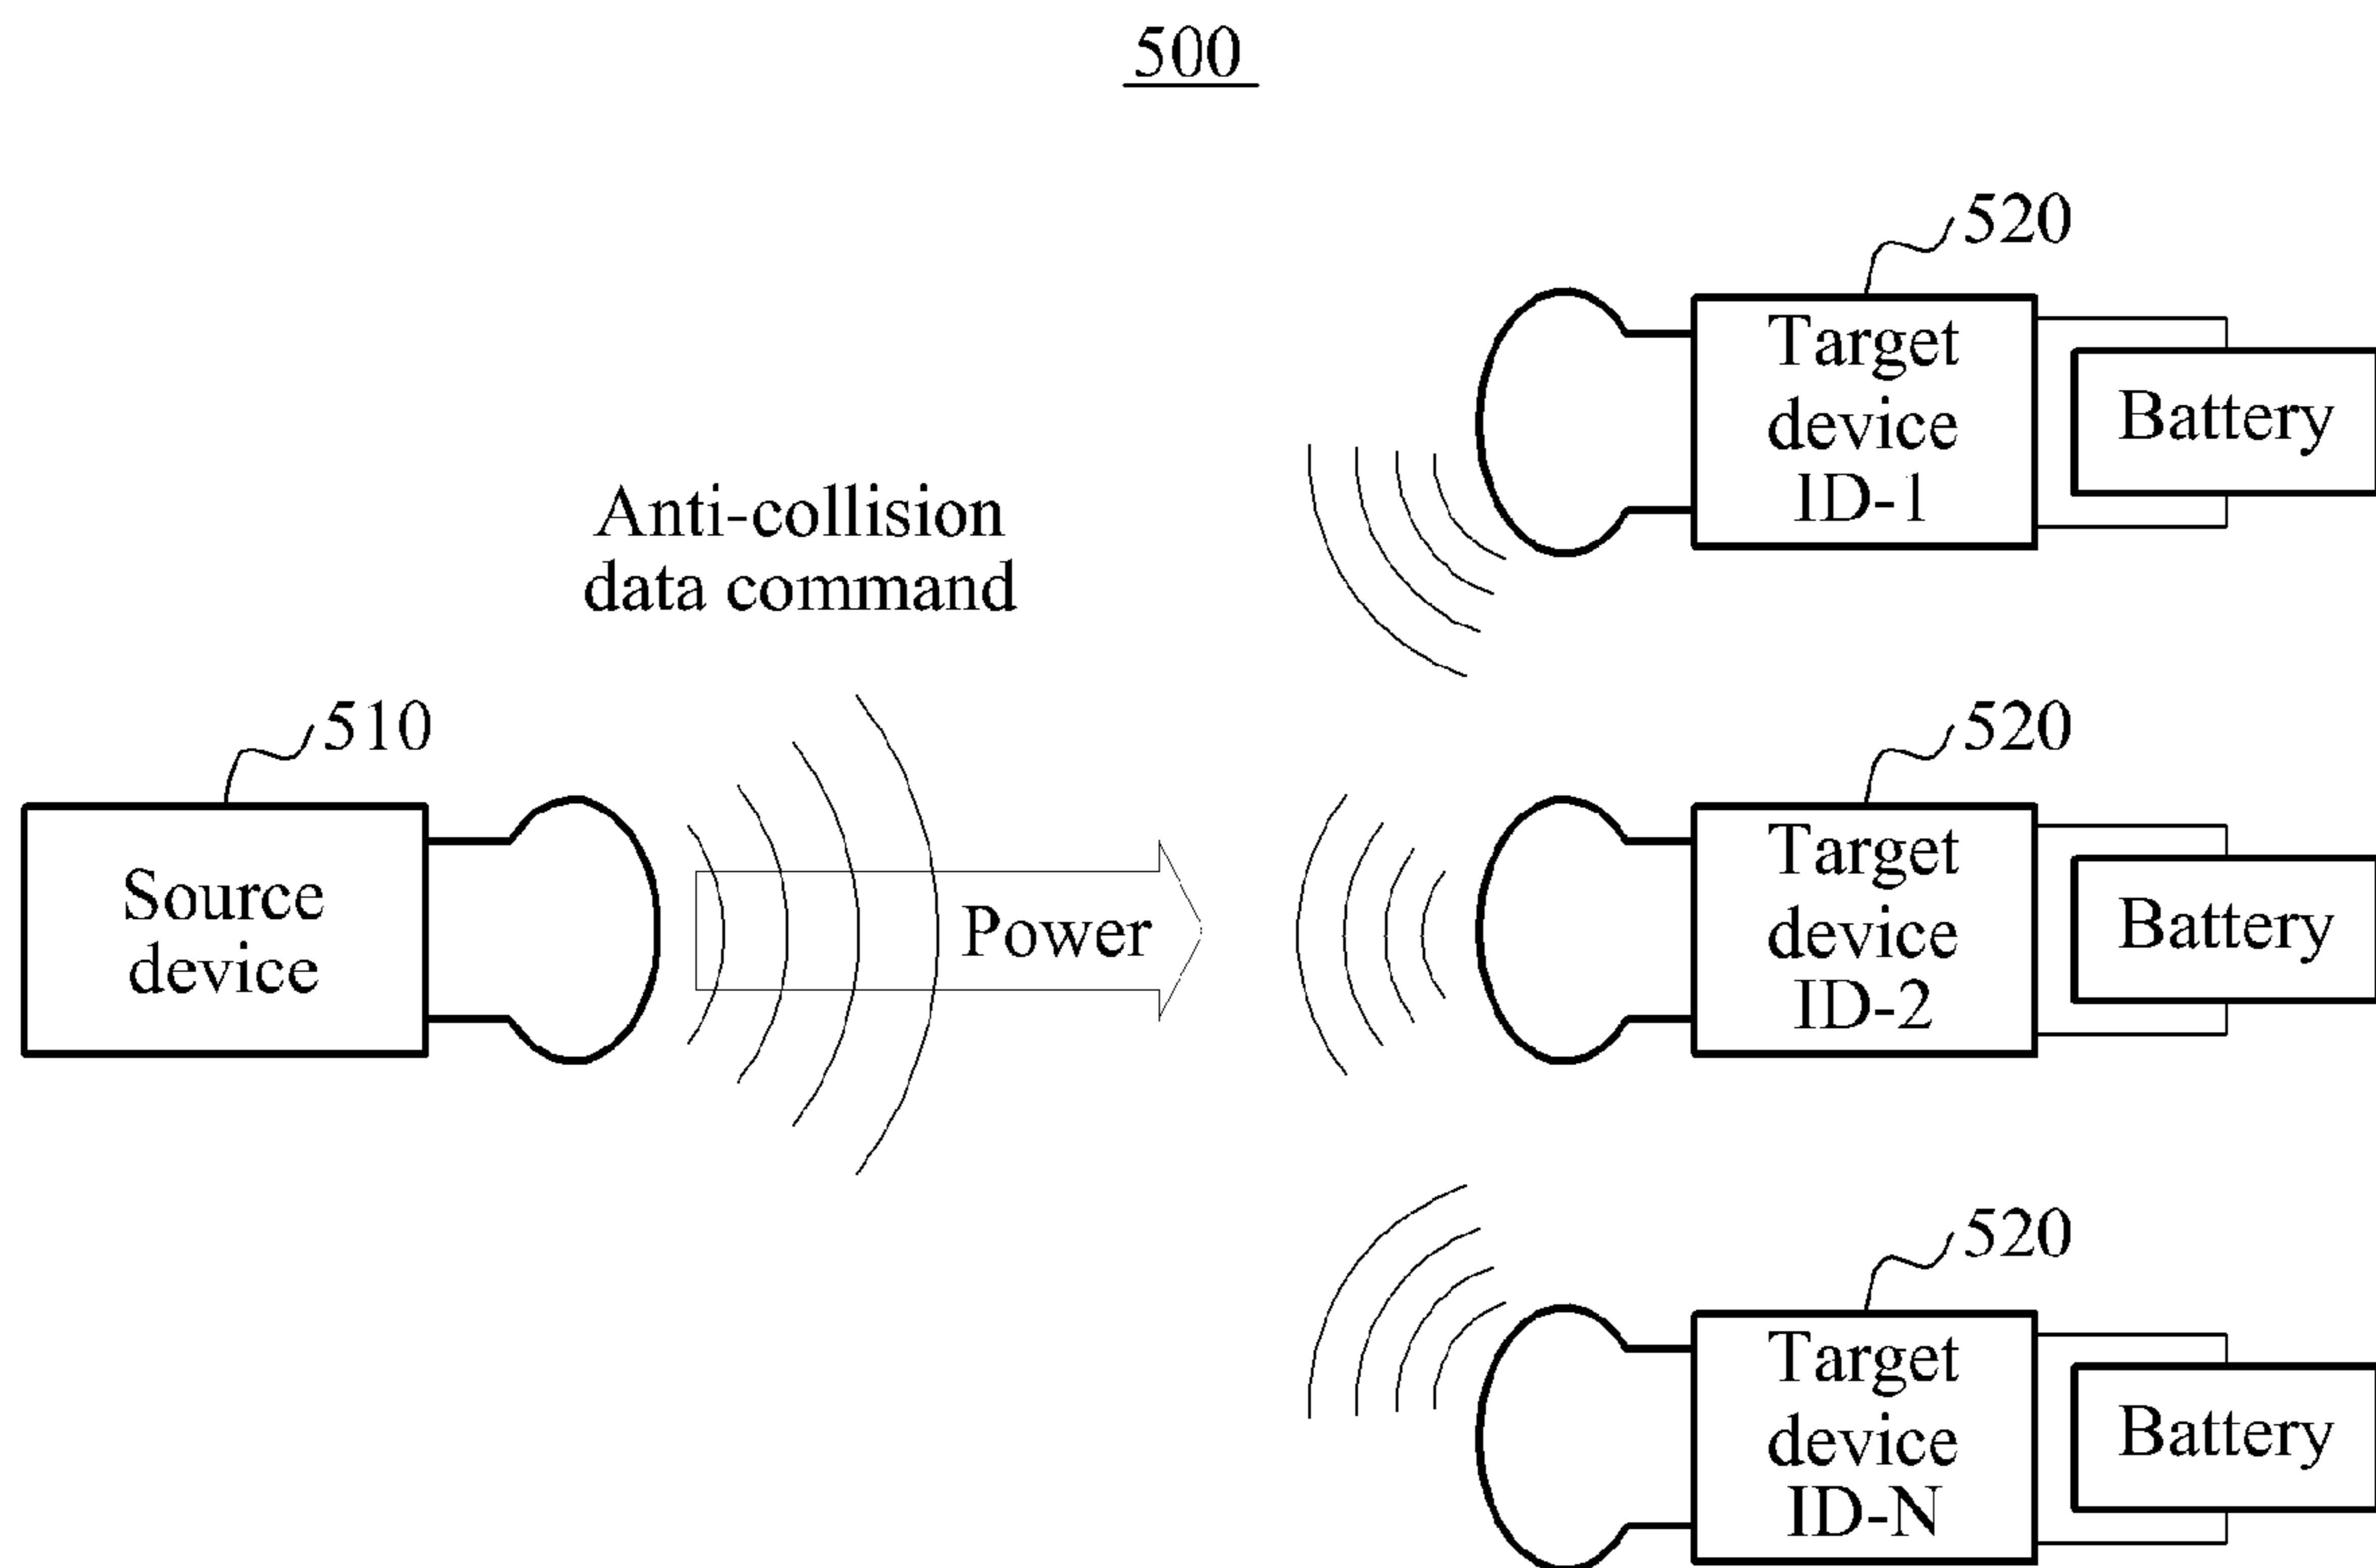 500
520
Target
device
ID-1
Battery
Anti-collision
data command
510
Source
device
Power
520
Target
device
ID-2
Battery
520
Target
device
ID-N
Battery